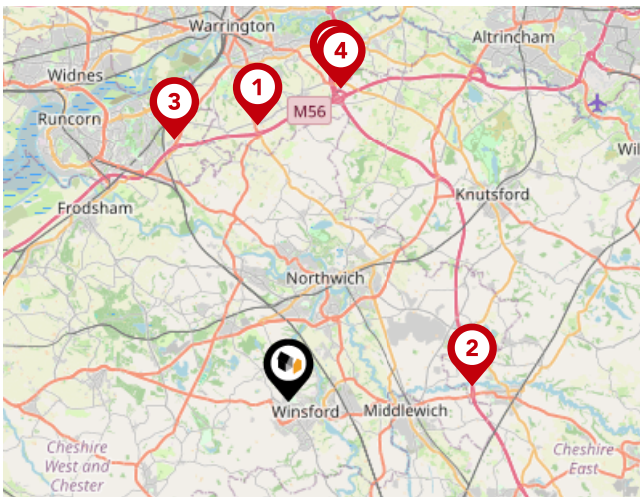 Warrington
Altrincham
4
Widnes
1
3
Runcorn
M56
Wil
Knutsford
Frodsham
Northwich
2
Winsford
Middlewich
Cheshire
West and
Chester
Cheshire
East